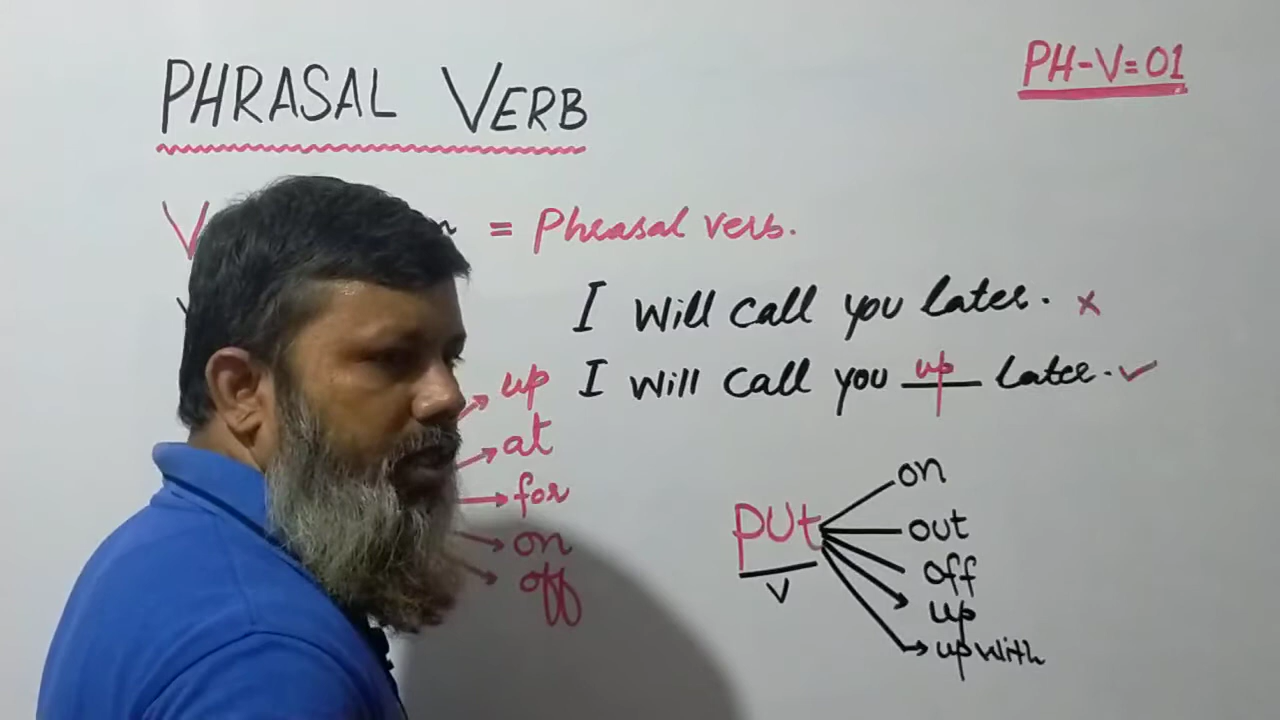 PHRASAL VERB
PH-V=01
= Phrasal verb.
I will call you later. ×
I will call you up later. ✓
up
at
for
on
off
put
V
on
out
off
up
up with